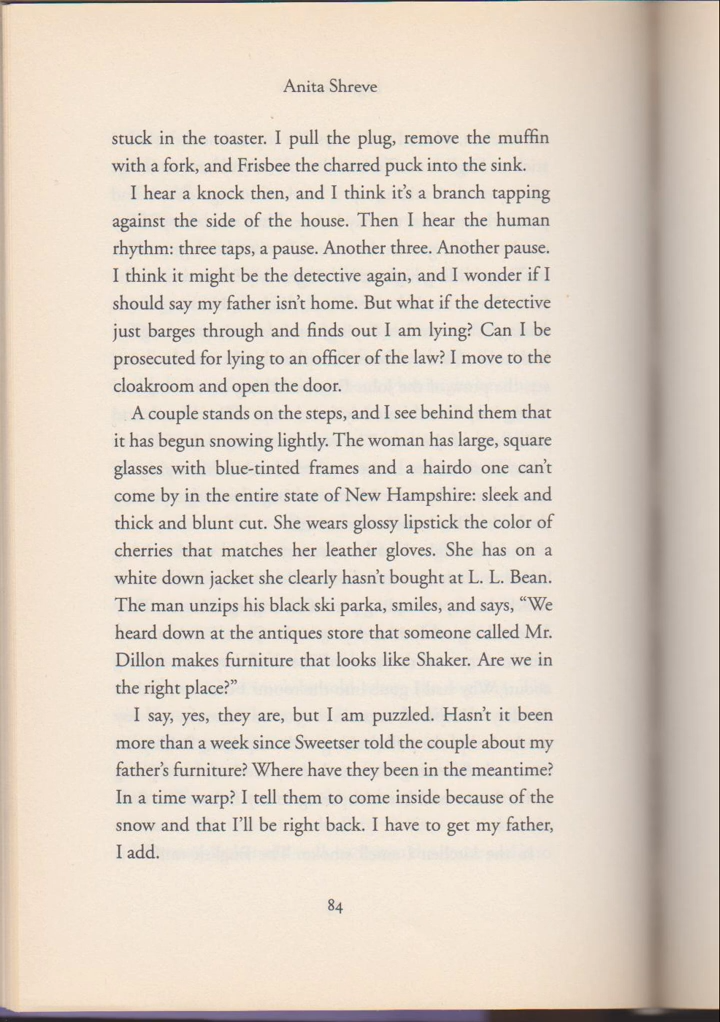 Anita Shreve
stuck in the toaster. I pull the plug, remove the muffin
with a fork, and Frisbee the charred puck into the sink.
I hear a knock then, and I think it’s a branch tapping
against the side of the house. Then I hear the human
rhythm: three taps, a pause. Another three. Another pause.
I think it might be the detective again, and I wonder if I
should say my father isn’t home. But what if the detective
just barges through and finds out I am lying? Can I be
prosecuted for lying to an officer of the law? I move to the
cloakroom and open the door.
A couple stands on the steps, and I see behind them that
it has begun snowing lightly. The woman has large, square
glasses with blue-tinted frames and a hairdo one can’t
come by in the entire state of New Hampshire: sleek and
thick and blunt cut. She wears glossy lipstick the color of
cherries that matches her leather gloves. She has on a
white down jacket she clearly hasn’t bought at L. L. Bean.
The man unzips his black ski parka, smiles, and says, “We
heard down at the antiques store that someone called Mr.
Dillon makes furniture that looks like Shaker. Are we in
the right place?”
I say, yes, they are, but I am puzzled. Hasn’t it been
more than a week since Sweetser told the couple about my
father’s furniture? Where have they been in the meantime?
In a time warp? I tell them to come inside because of the
snow and that I’ll be right back. I have to get my father,
I add.
84